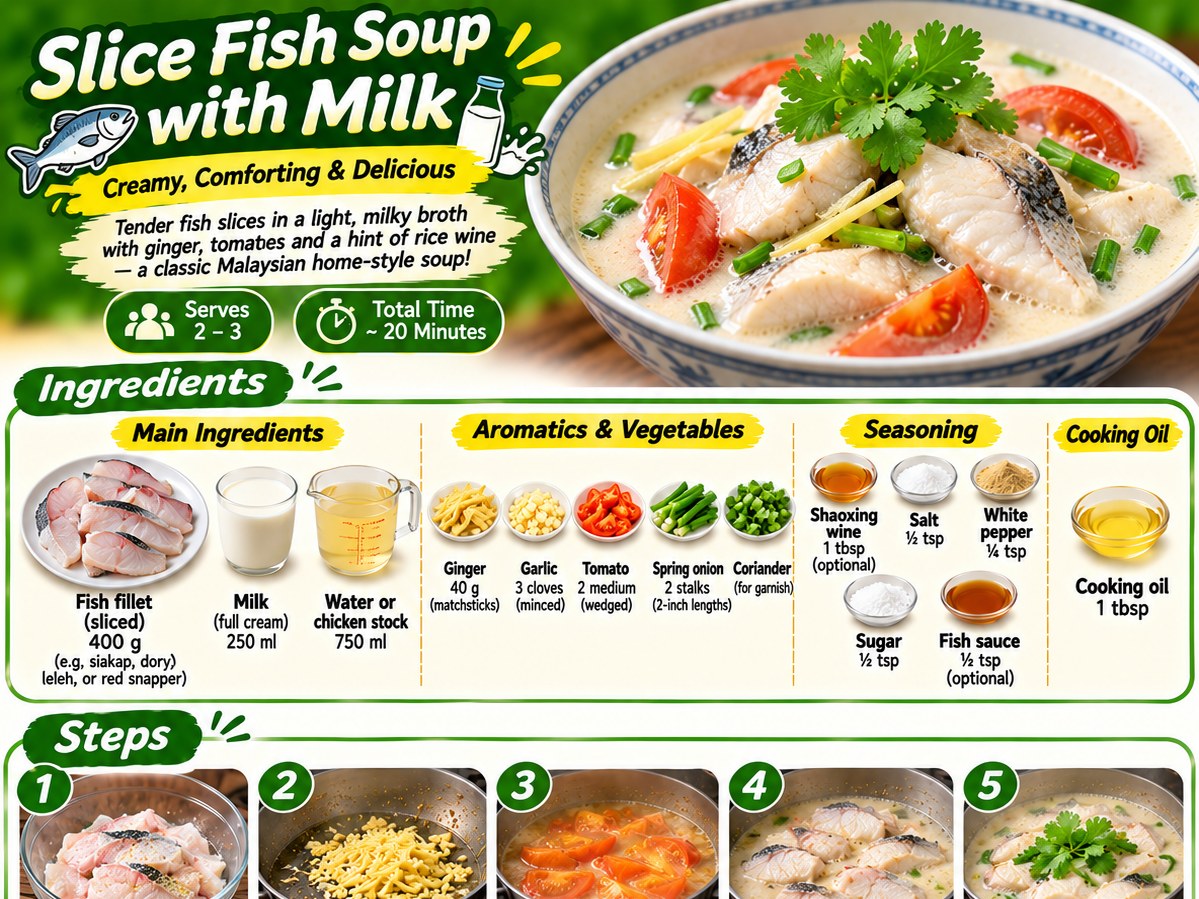 Slice Fish Soup
with Milk
Creamy, Comforting & Delicious
Tender fish slices in a light, milky broth
with ginger, tomatoes and a hint of rice wine
— a classic Malaysian home-style soup!
Serves
2 – 3
Total Time
~ 20 Minutes
Ingredients
Main Ingredients
Fish fillet
(sliced)
400 g
(e.g, siakap, dory)
leleh, or red snapper)
Milk
(full cream)
250 ml
Water or
chicken stock
750 ml
Aromatics & Vegetables
Ginger
40 g
(matchsticks)
Garlic
3 cloves
(minced)
Tomato
2 medium
(wedged)
Spring onion
2 stalks
(2-inch lengths)
Coriander
(for garnish)
Seasoning
Shaoxing
wine
1 tbsp
(optional)
Salt
½ tsp
White
pepper
¼ tsp
Sugar
½ tsp
Fish sauce
½ tsp
(optional)
Cooking Oil
Cooking oil
1 tbsp
Steps
1
2
3
4
5